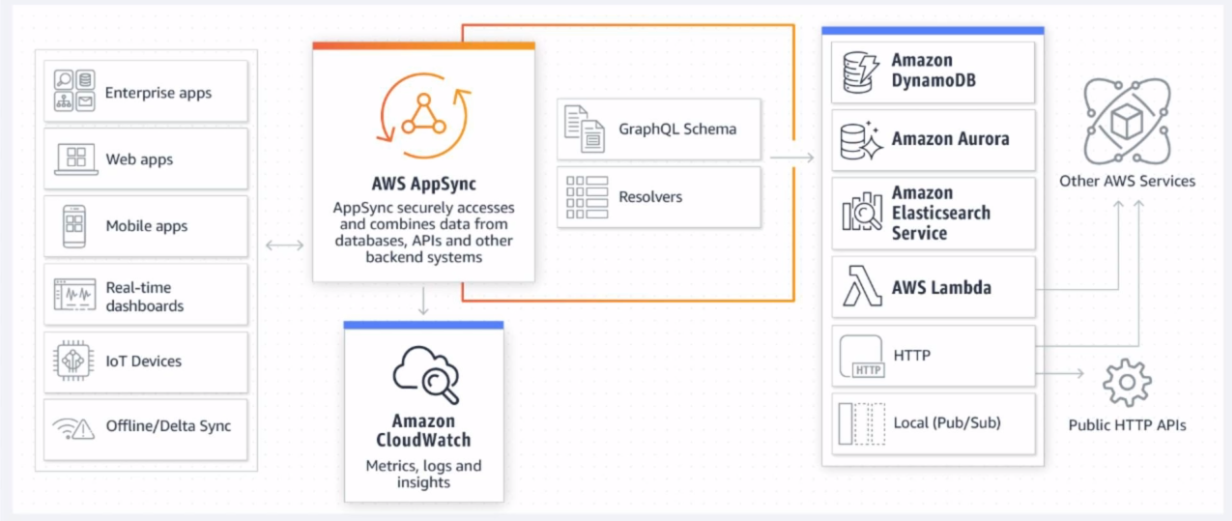 Enterprise apps
Web apps
Mobile apps
Real-time
dashboards
IoT Devices
Offline/Delta Sync
AWS AppSync
AppSync securely accesses
and combines data from
databases, APIs and other
backend systems
Amazon
CloudWatch
Metrics, logs and
insights
GraphQL Schema
Resolvers
Amazon
DynamoDB
Amazon Aurora
Amazon
Elasticsearch
Service
AWS Lambda
HTTP
HTTP
Local (Pub/Sub)
Other AWS Services
Public HTTP APIs